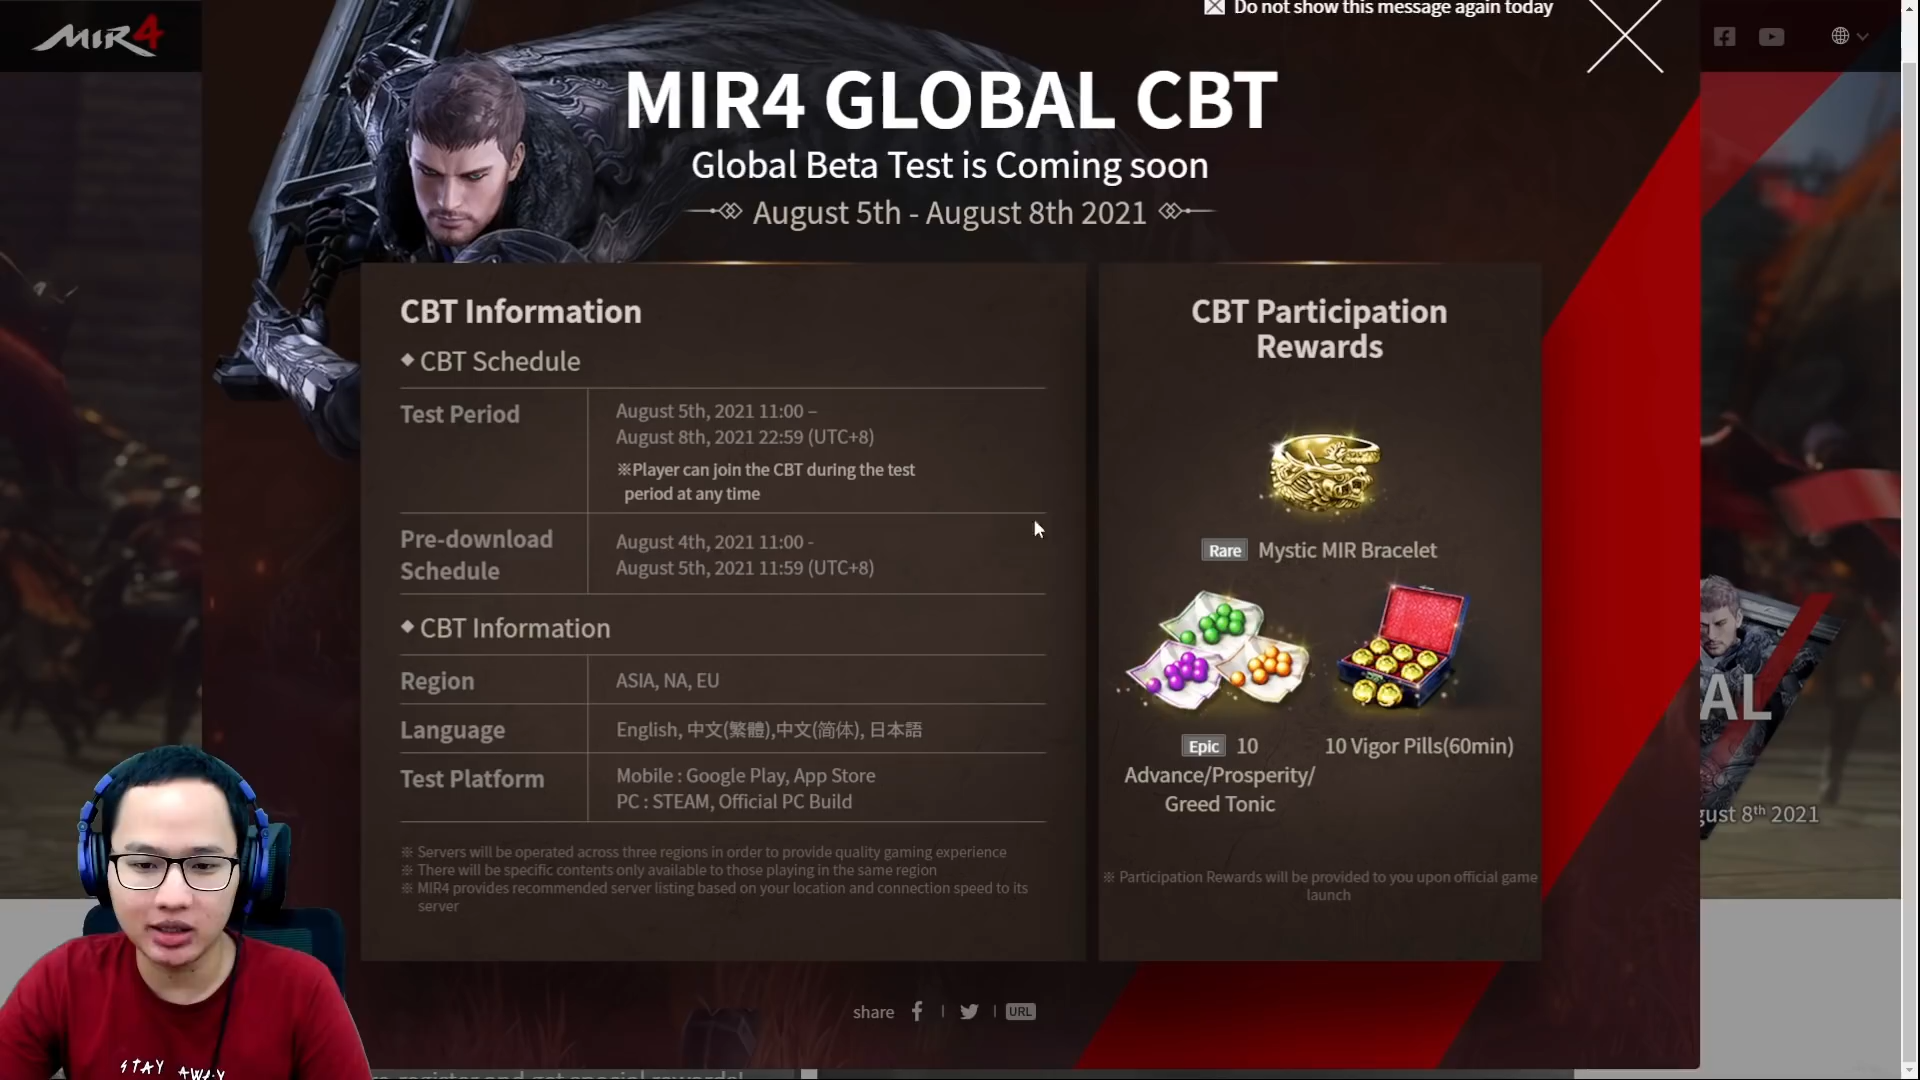 MIR4
Do not show this message again today
MIR4 GLOBAL CBT
Global Beta Test is Coming soon
August 5th - August 8th 2021
CBT Information
CBT Schedule
Test Period
August 5th, 2021 11:00 –
August 8th, 2021 22:59 (UTC+8)
※Player can join the CBT during the test
period at any time
Pre-download
Schedule
August 4th, 2021 11:00 -
August 5th, 2021 11:59 (UTC+8)
CBT Information
Region
ASIA, NA, EU
Language
English, 中文(繁體),中文(简体), 日本語
Test Platform
Mobile : Google Play, App Store
PC : STEAM, Official PC Build
※ Servers will be operated across three regions in order to provide quality gaming experience
※ There will be specific contents only available to those playing in the same region
※ MIR4 provides recommended server listing based on your location and connection speed to its
server
CBT Participation
Rewards
Rare Mystic MIR Bracelet
Epic 10
Advance/Prosperity/
Greed Tonic
10 Vigor Pills(60min)
※ Participation Rewards will be provided to you upon official game
launch
AL
gust 8th 2021
share
URL
STAY AWAY
register and get special rewards!